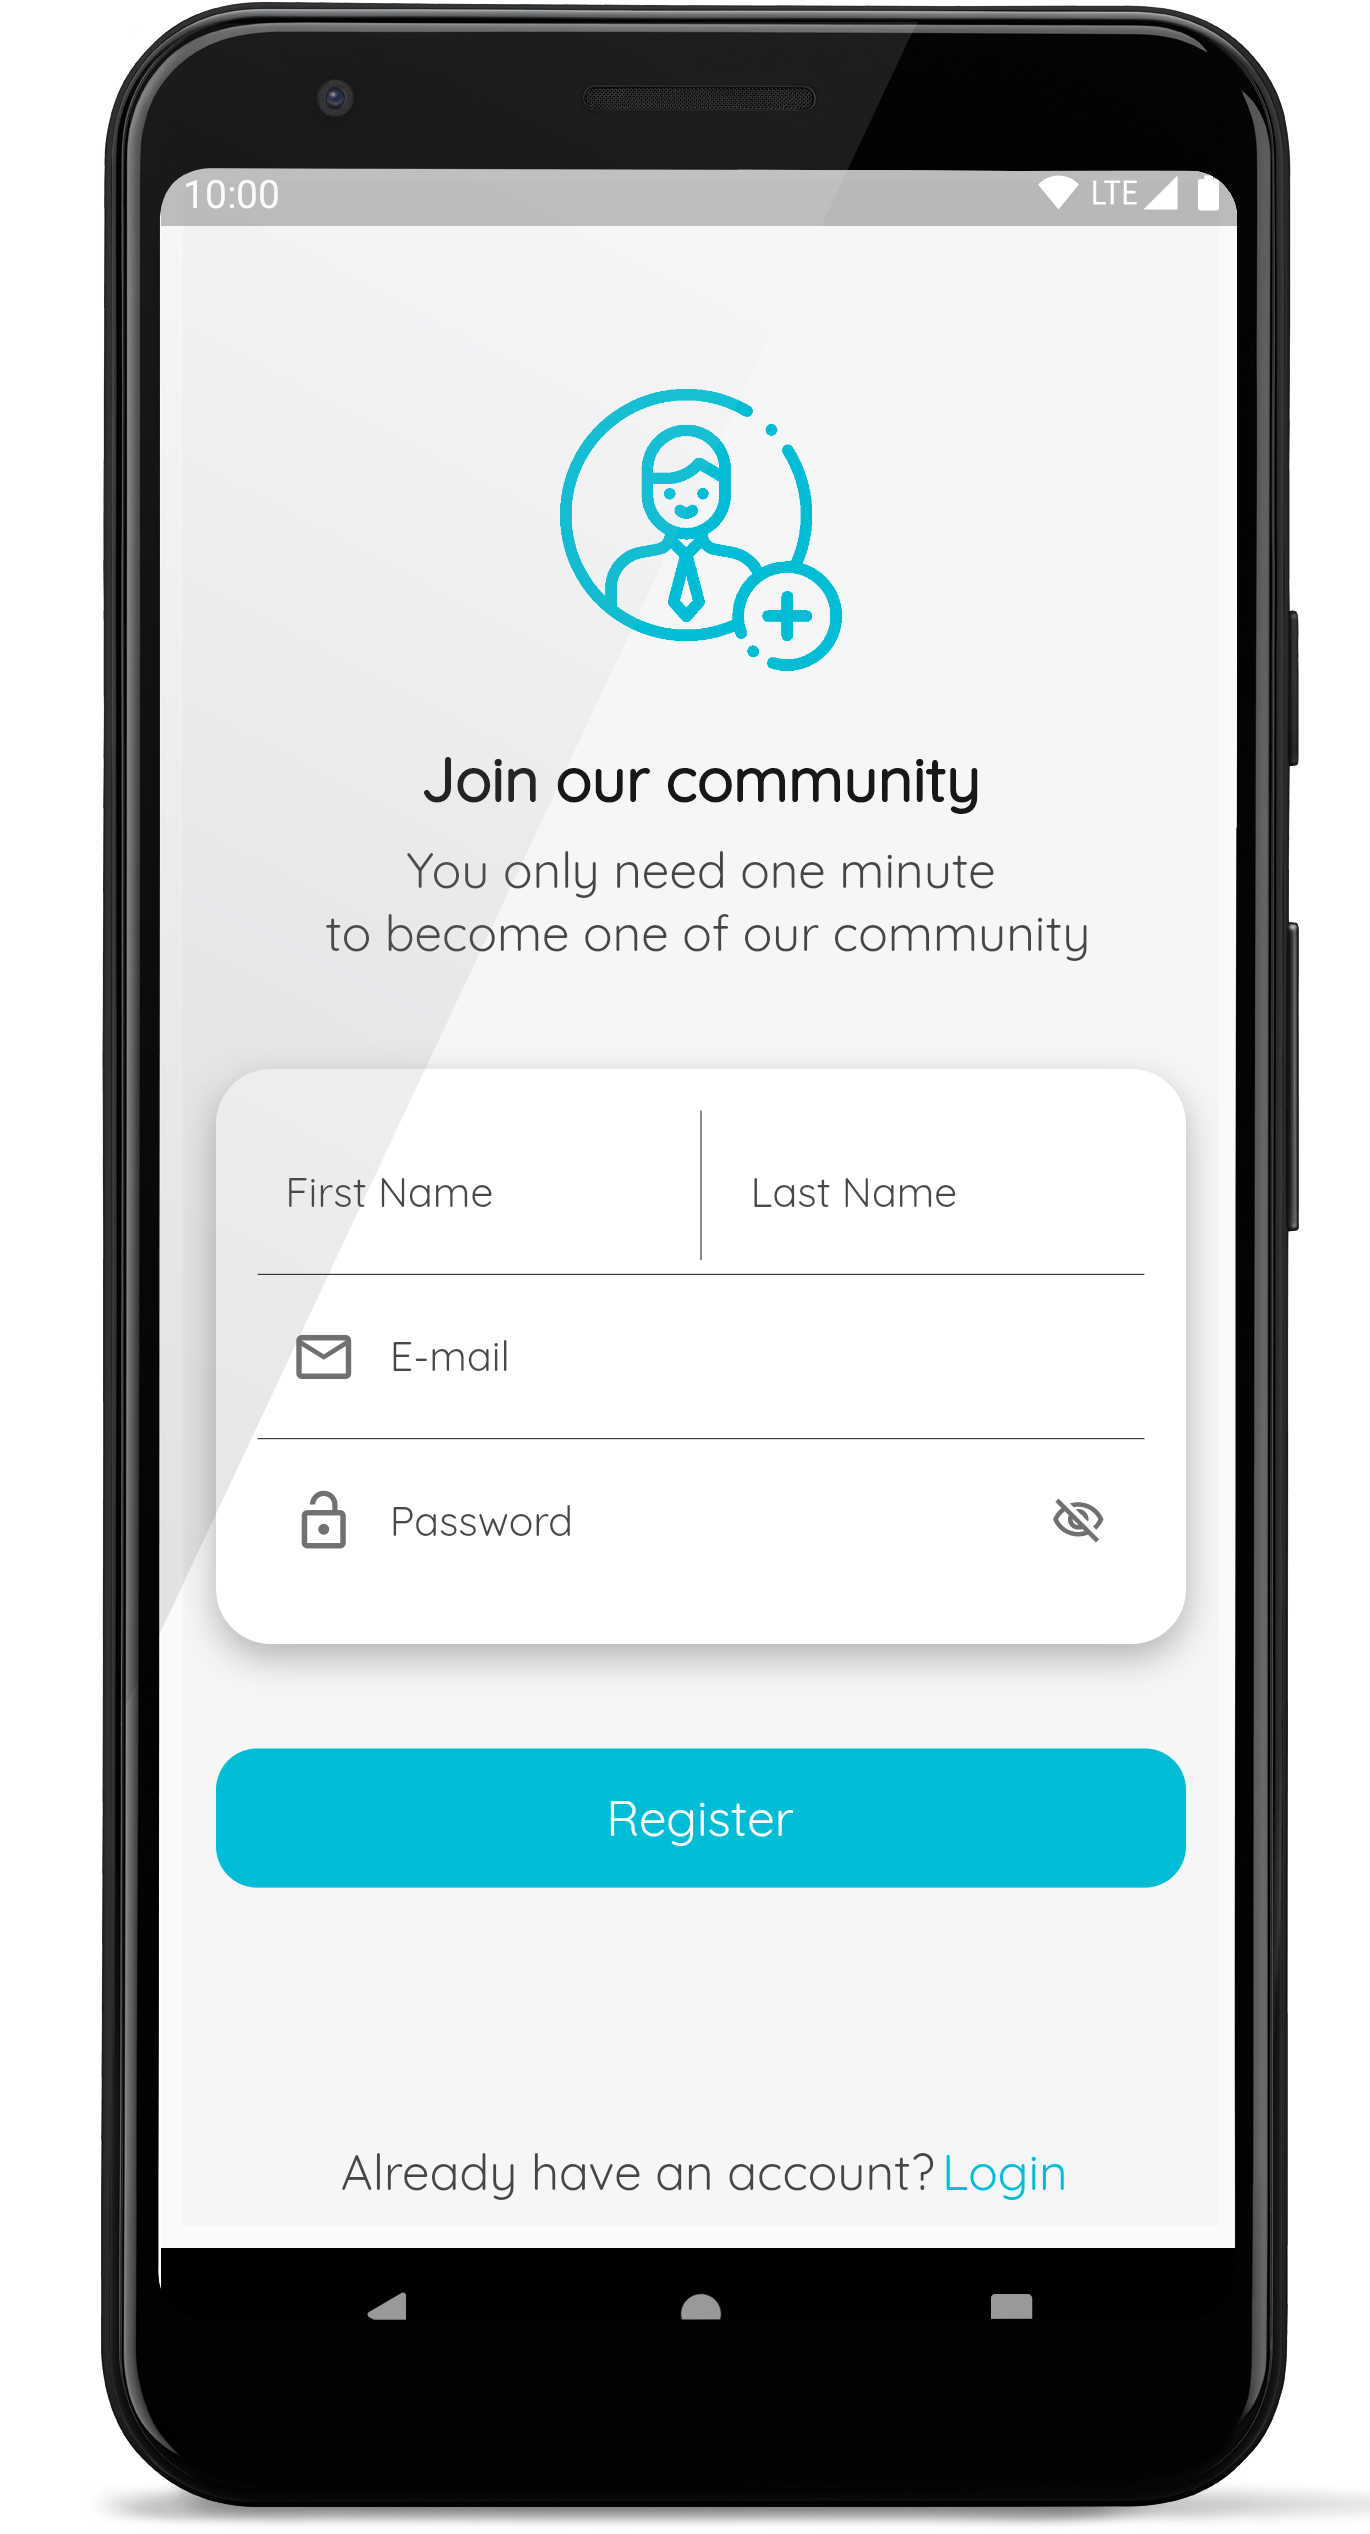 10:00 LTE
Join our community
You only need one minute
to become one of our community
First Name
Last Name
E-mail
Password
Register
Already have an account? Login